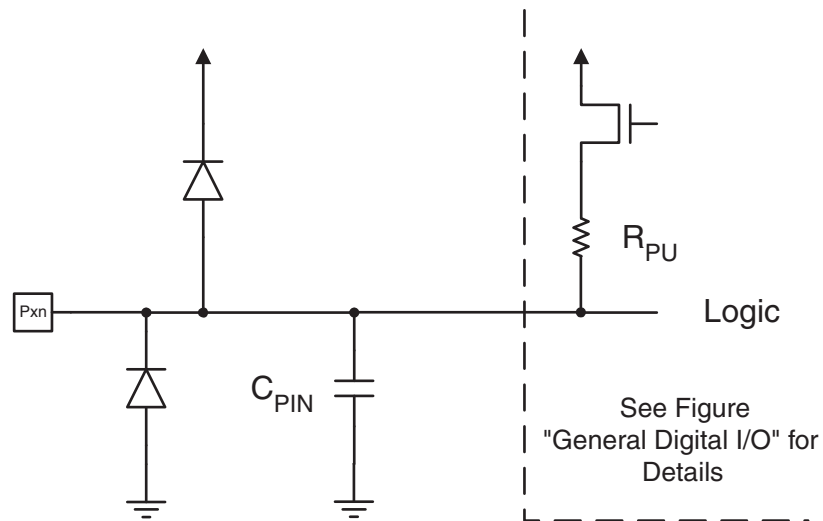 R_PU
Pxn
Logic
C_PIN
See Figure
"General Digital I/O" for
Details